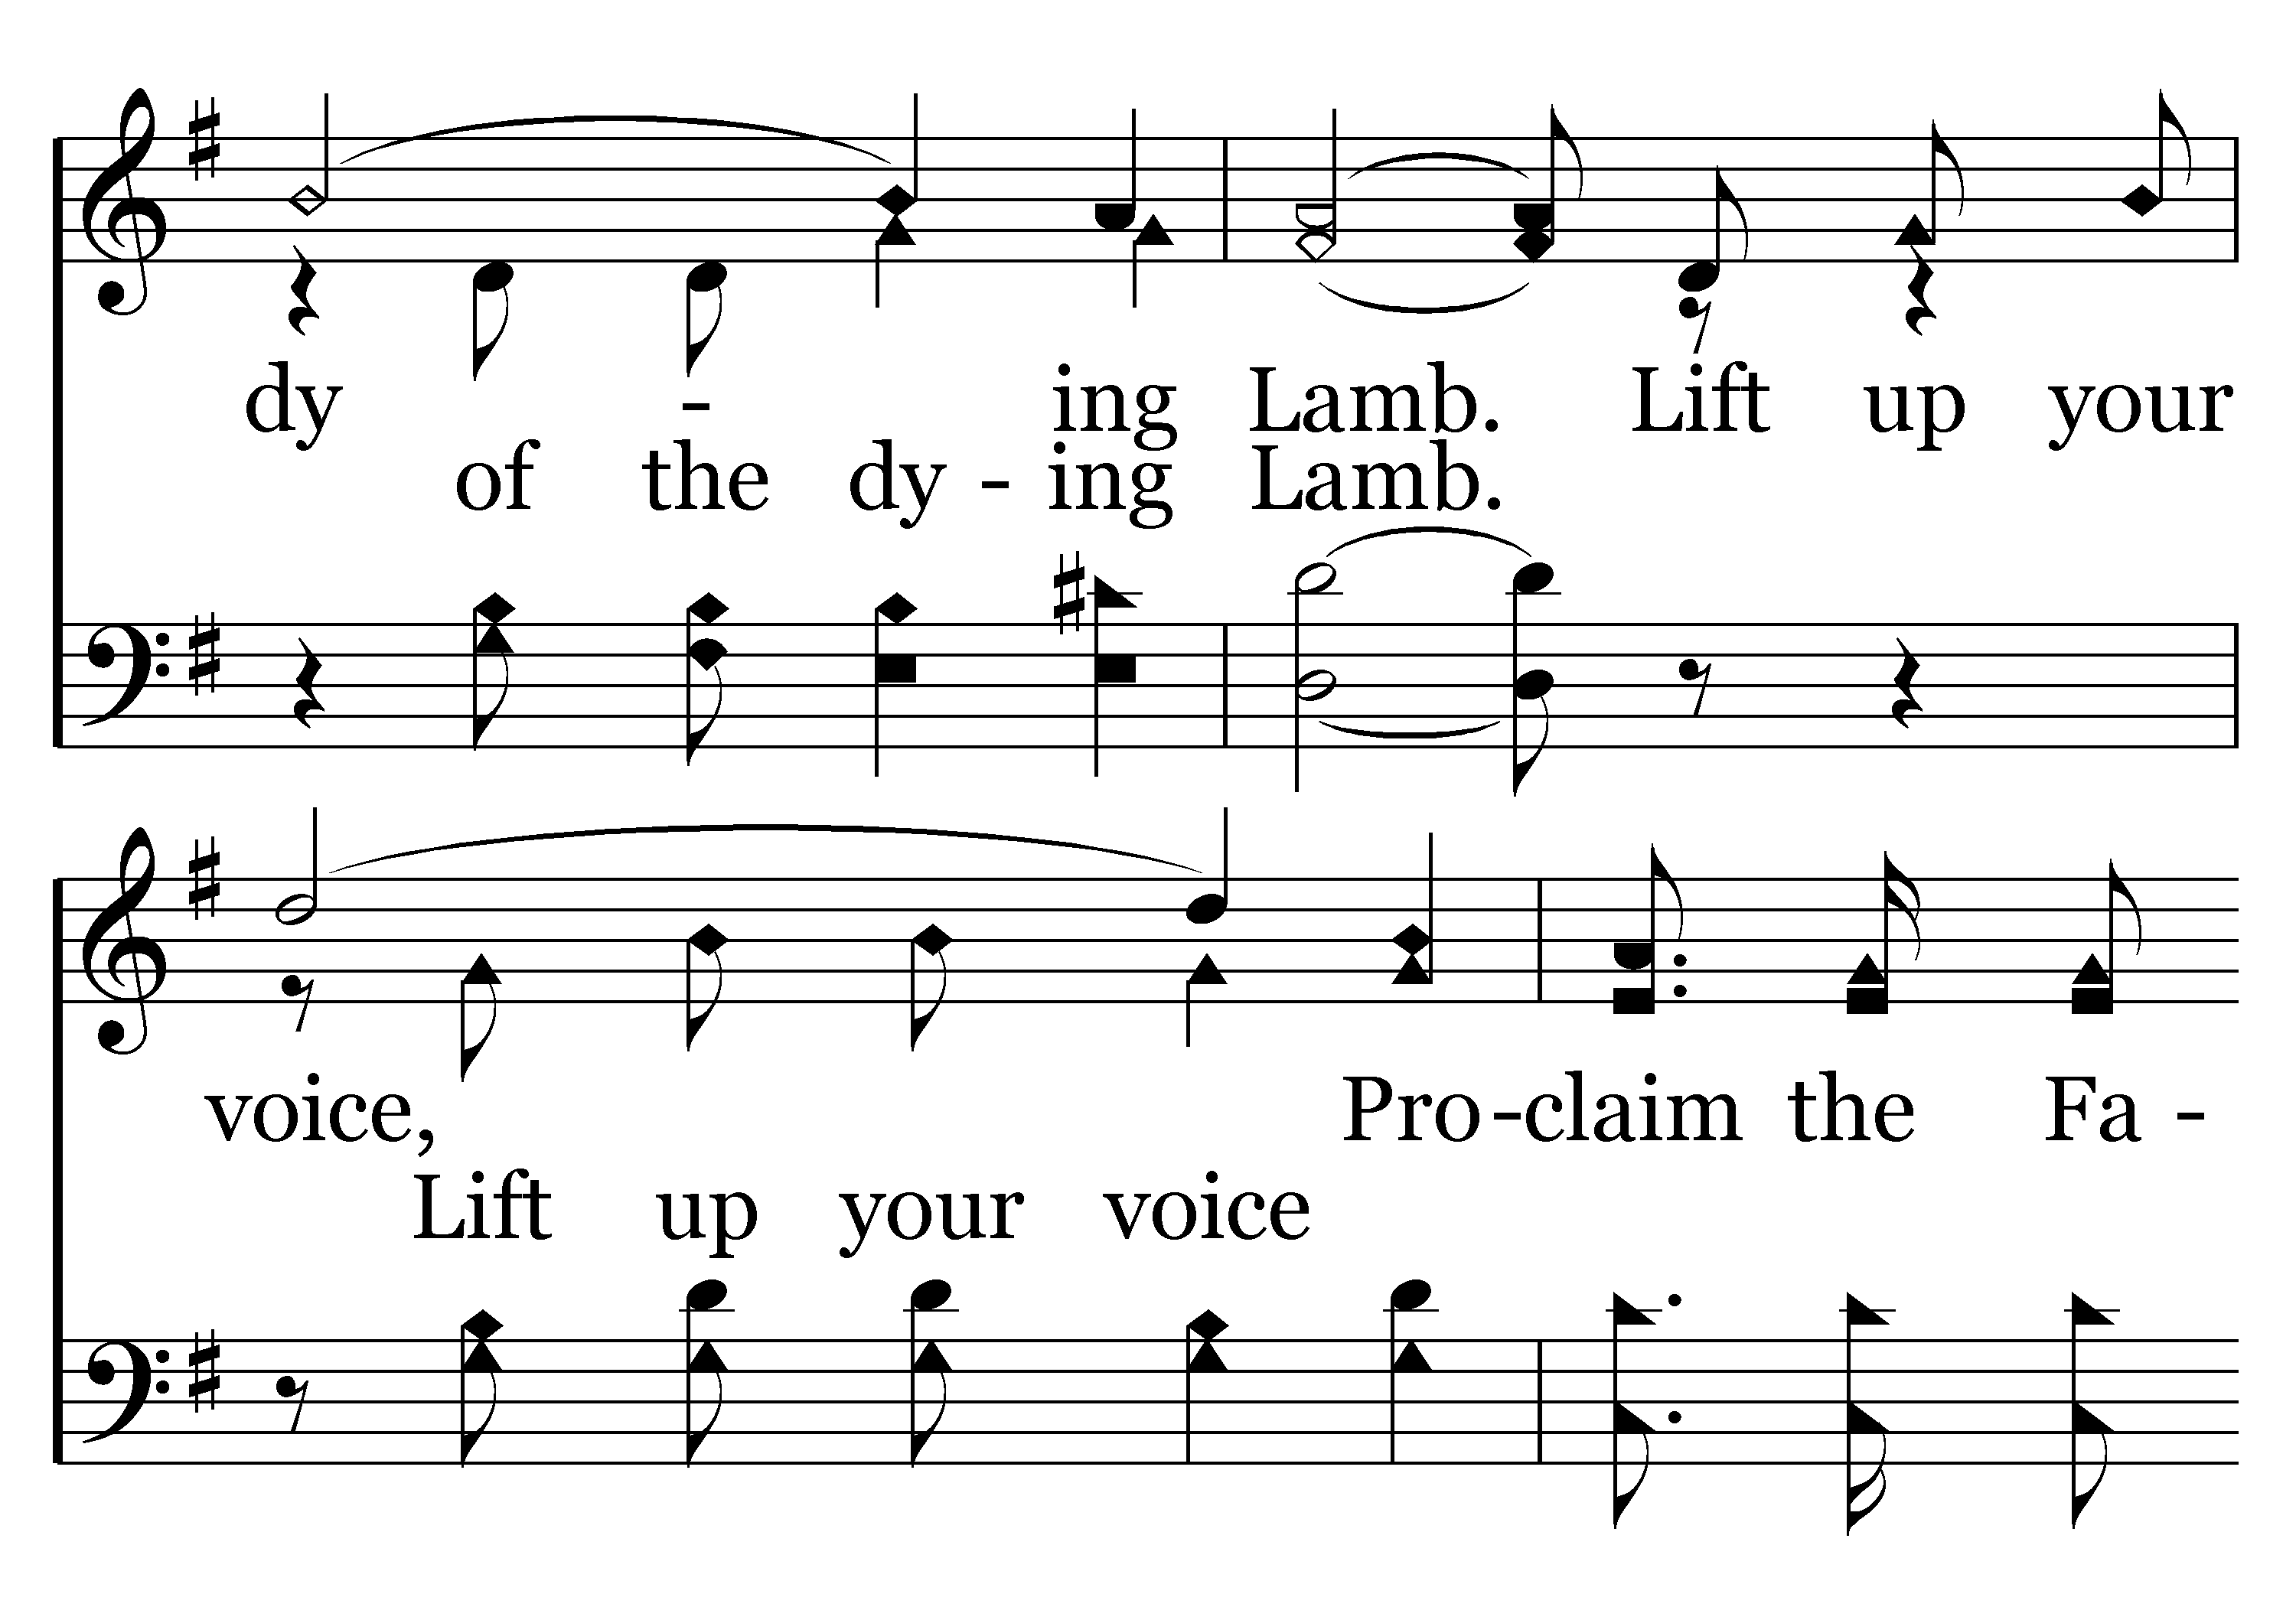 dy - ing Lamb. Lift up your
of the dy - ing Lamb.
voice, Pro -claim the Fa -
Lift up your voice